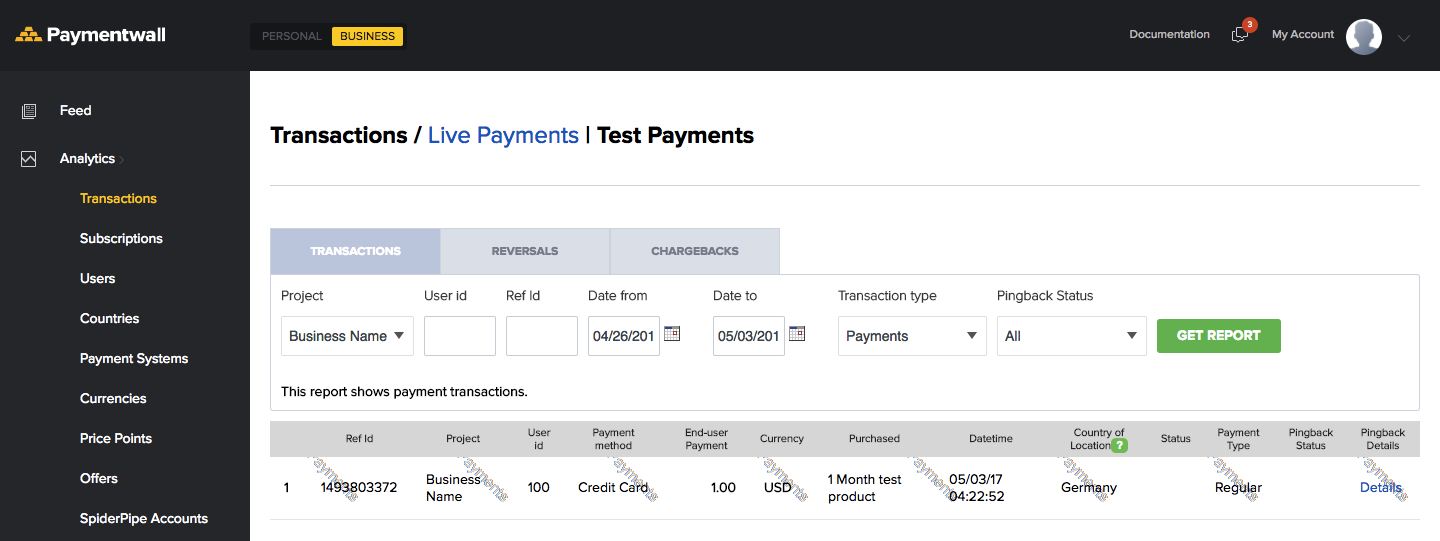 Paymentwall
PERSONAL BUSINESS
Documentation
3
My Account
Feed
Analytics
Transactions
Subscriptions
Users
Countries
Payment Systems
Currencies
Price Points
Offers
SpiderPipe Accounts
Transactions / Live Payments | Test Payments
TRANSACTIONS REVERSALS CHARGEBACKS
Project User id Ref Id Date from Date to Transaction type Pingback Status
Business Name 04/26/201 05/03/201 Payments All GET REPORT
This report shows payment transactions.
Ref Id Project User id Payment method End-user Payment Currency Purchased Datetime Country of Location ? Status Payment Type Pingback Status Pingback Details
1 1493803372 Business Name 100 Credit Card 1.00 USD 1 Month test product 05/03/17 04:22:52 Germany Regular Details